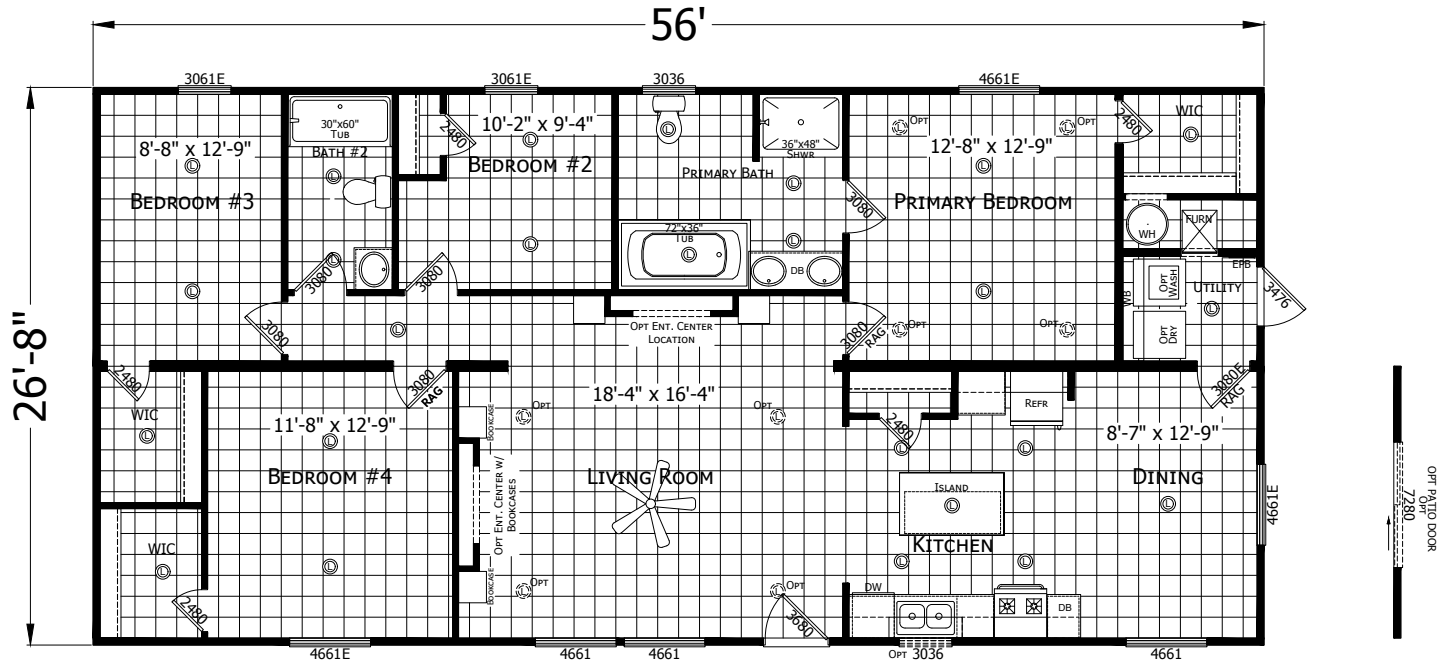 56'
26'-8"
3061E
3061E
3036
4661E
30"x60"
TUB
BATH #2
8'-8" x 12'-9"
BEDROOM #3
2480
10'-2" x 9'-4"
BEDROOM #2
36"x48"
SHWR
PRIMARY BATH
72"x36"
TUB
DB
3080
OPT
OPT
12'-8" x 12'-9"
PRIMARY BEDROOM
2480
WIC
WH
FURN
EPB
WB
OPT
WASH
UTILITY
OPT
DRY
3476
3080
3080
3080
OPT ENT. CENTER
LOCATION
3080
RAG
OPT
OPT
2480
WIC
3080
RAG
11'-8" x 12'-9"
BEDROOM #4
WIC
2480
4661E
BOOKCASE
OPT ENT. CENTER W/
BOOKCASES
BOOKCASE
OPT
OPT
18'-4" x 16'-4"
LIVING ROOM
OPT
OPT
3680
4661
4661
2480
REFR
ISLAND
KITCHEN
DW
DB
OPT 3036
3080E
RAG
8'-7" x 12'-9"
DINING
4661E
4661
OPT PATIO DOOR
OPT
7280